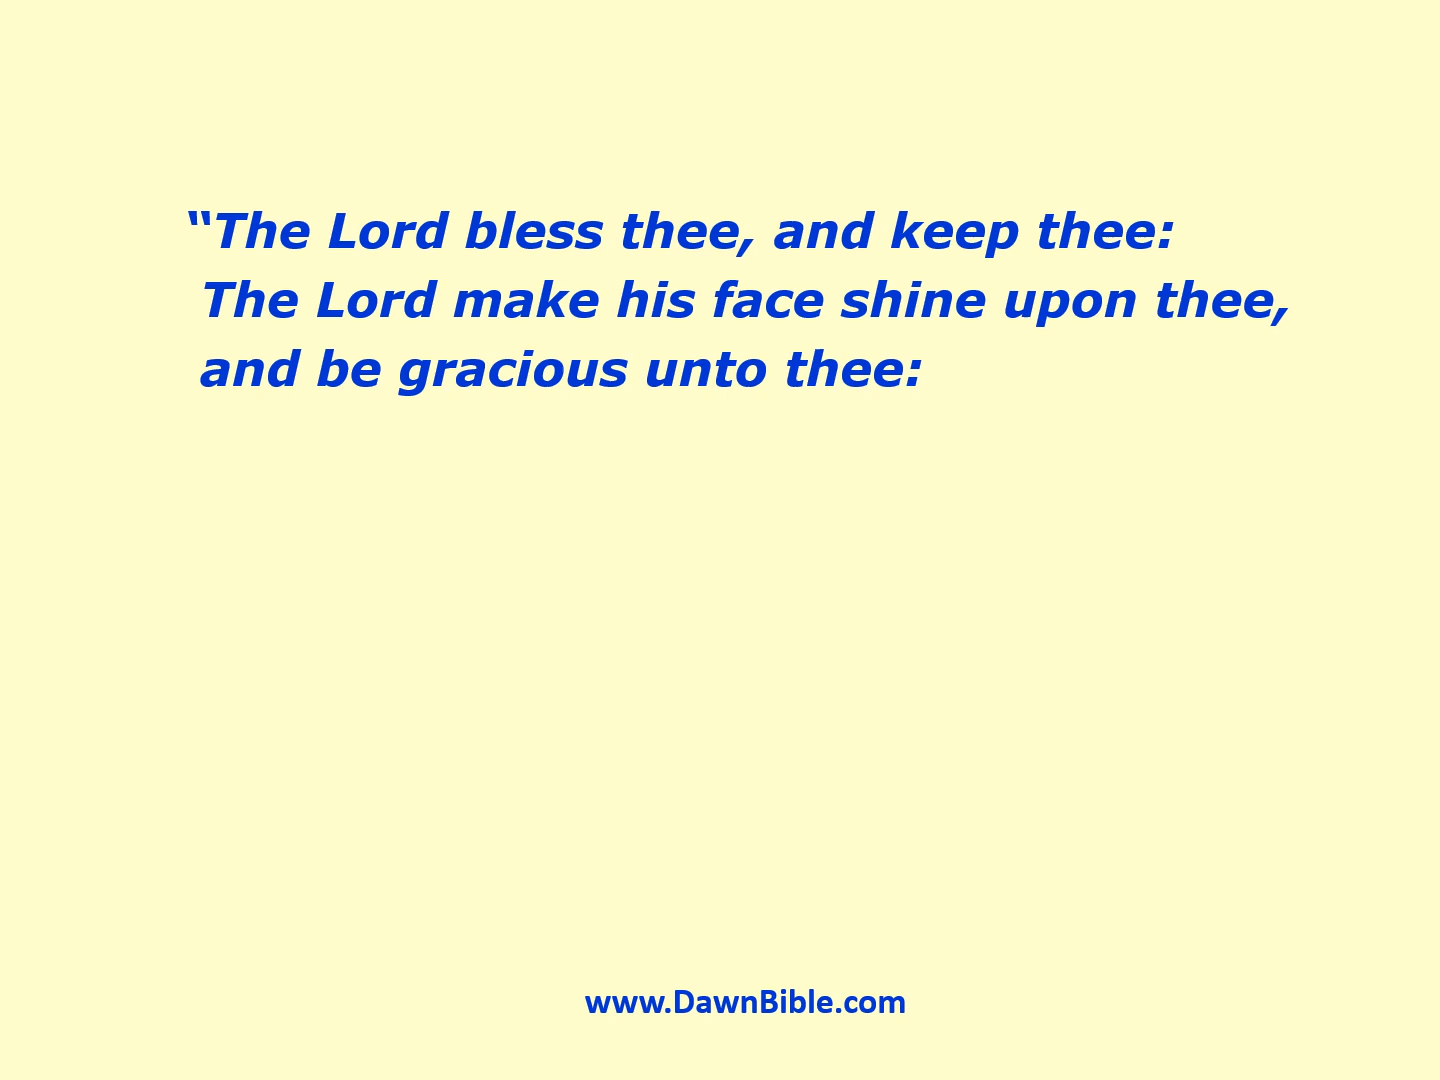 “The Lord bless thee, and keep thee:
The Lord make his face shine upon thee,
and be gracious unto thee:
www.DawnBible.com